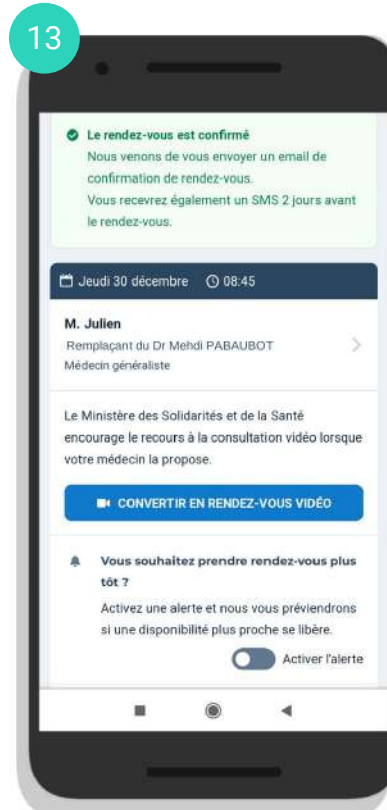 13
Le rendez-vous est confirmé
Nous venons de vous envoyer un email de
confirmation de rendez-vous.
Vous recevrez également un SMS 2 jours avant
le rendez-vous.
Jeudi 30 décembre 08:45
M. Julien
Remplaçant du Dr Mehdi PABAUBOT
Médecin généraliste
Le Ministère des Solidarités et de la Santé
encourage le recours à la consultation vidéo lorsque
votre médecin la propose.
CONVERTIR EN RENDEZ-VOUS VIDÉO
Vous souhaitez prendre rendez-vous plus
tôt ?
Activez une alerte et nous vous préviendrons
si une disponibilité plus proche se libère.
Activer l'alerte